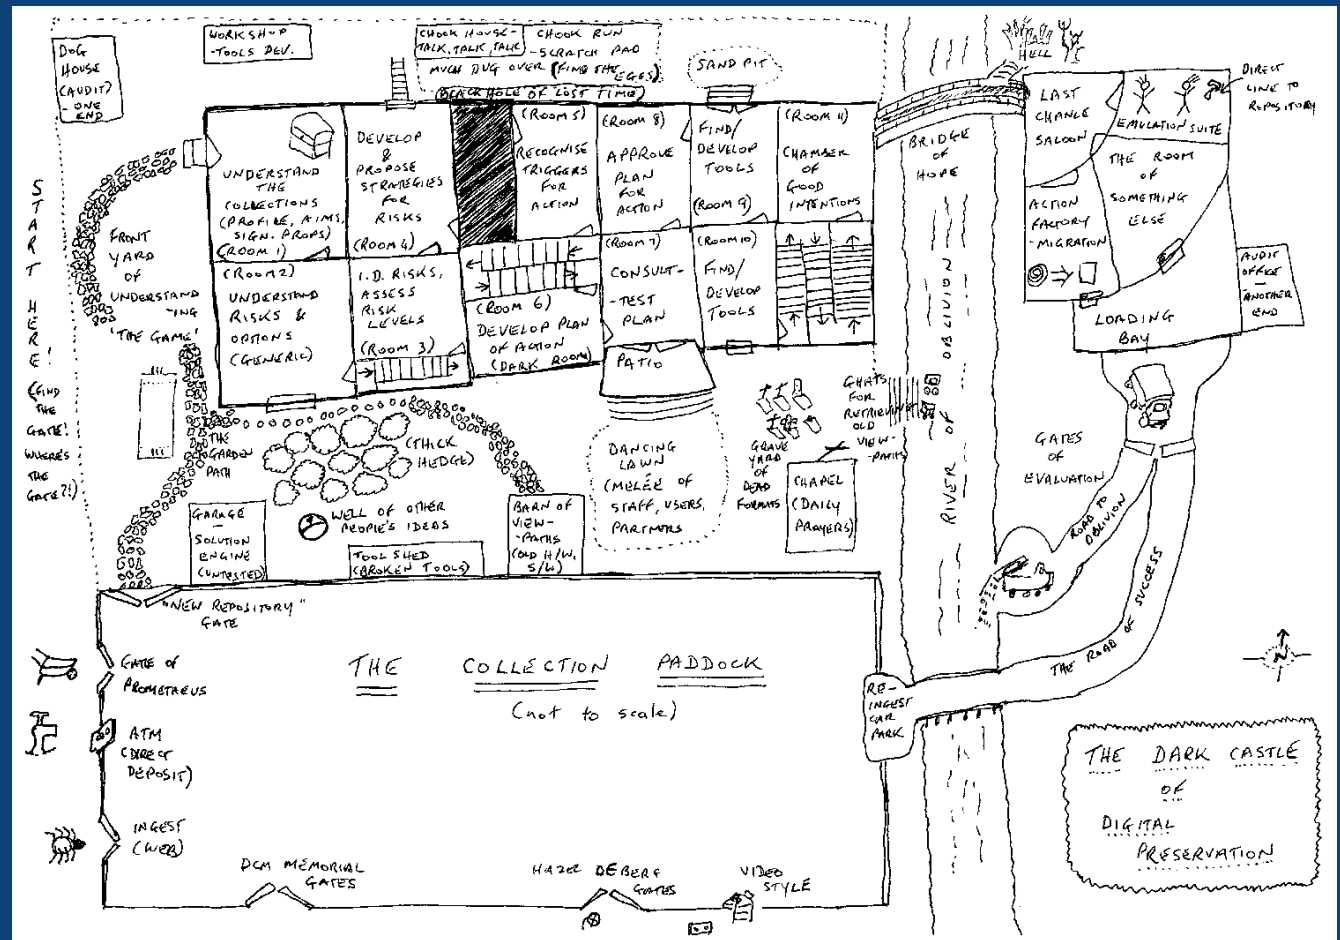 DOG
HOUSE
(AUDIT)
- ONE
END
WORKSHOP
-TOOLS DEV.
CHOOK HOUSE-
TALK, TALK, TALK
CHOOK RUN
-SCRATCH PAD
MUCH DUG OVER (FIND THE
EGGS)
(BLACK HOLE OF LOST TIME)
SAND PIT
HELL
DIRECT
LINE TO
REPOSITORY
LAST
CHANCE
SALOON
EMULATION SUITE
THE ROOM
OF
SOMETHING
ELSE
ACTION
FACTORY
-MIGRATION
AUDIT
OFFICE
-
ANOTHER
END
LOADING
BAY
BRIDGE
OF
HOPE
START HERE!
(FIND
THE
GATE!
WHERE'S
THE
GATE?!)
FRONT
YARD
OF
UNDERSTAND
-ING
'THE GAME'
UNDERSTAND
THE
COLLECTIONS
(PROFILE, AIMS,
SIGN. PROPS)
(ROOM 1)
DEVELOP
&
PROPOSE
STRATEGIES
FOR
RISKS
(ROOM 4)
(ROOM 5)
RECOGNISE
TRIGGERS
FOR
ACTION
(ROOM 8)
APPROVE
PLAN
FOR
ACTION
FIND/
DEVELOP
TOOLS
(ROOM 9)
(ROOM 11)
CHAMBER
OF
GOOD
INTENTIONS
(ROOM 2)
UNDERSTAND
RISKS &
OPTIONS
(GENERIC)
I.D. RISKS,
ASSESS
RISK
LEVELS
(ROOM 3)
(ROOM 6)
DEVELOP PLAN
OF ACTION
(DARK ROOM)
(ROOM 7)
CONSULT-
-TEST
PLAN
(ROOM 10)
FIND/
DEVELOP
TOOLS
PATIO
THE
GARDEN
PATH
(THICK
HEDGE)
WELL OF OTHER
PEOPLE'S IDEAS
GARAGE
-
SOLUTION
ENGINE
(UNTESTED)
TOOL SHED
(BROKEN TOOLS)
BARN OF
VIEW-
-PATHS
(OLD H/W,
S/W)
DANCING
LAWN
(MELEE OF
STAFF, USERS,
PARTNERS
GRAVE
YARD
OF
DEAD
FORMATS
GHATS
FOR
RETRIEVING
OLD
VIEW-
-PATHS
CHAPEL
(DAILY
PRAYERS)
RIVER OF OBLIVION
GATES
OF
EVALUATION
ROAD TO
OBLIVION
THE ROAD OF SUCCESS
"NEW REPOSITORY"
GATE
GATE OF
PROMETHEUS
ATM
(DIRECT
DEPOSIT)
INGEST
(WEB)
THE COLLECTION PADDOCK
(not to scale)
RE-
INGEST
CAR
PARK
DCM MEMORIAL
GATES
HAZEL DEBERG
GATES
VIDEO
STYLE
N
THE DARK CASTLE
OF
DIGITAL
PRESERVATION